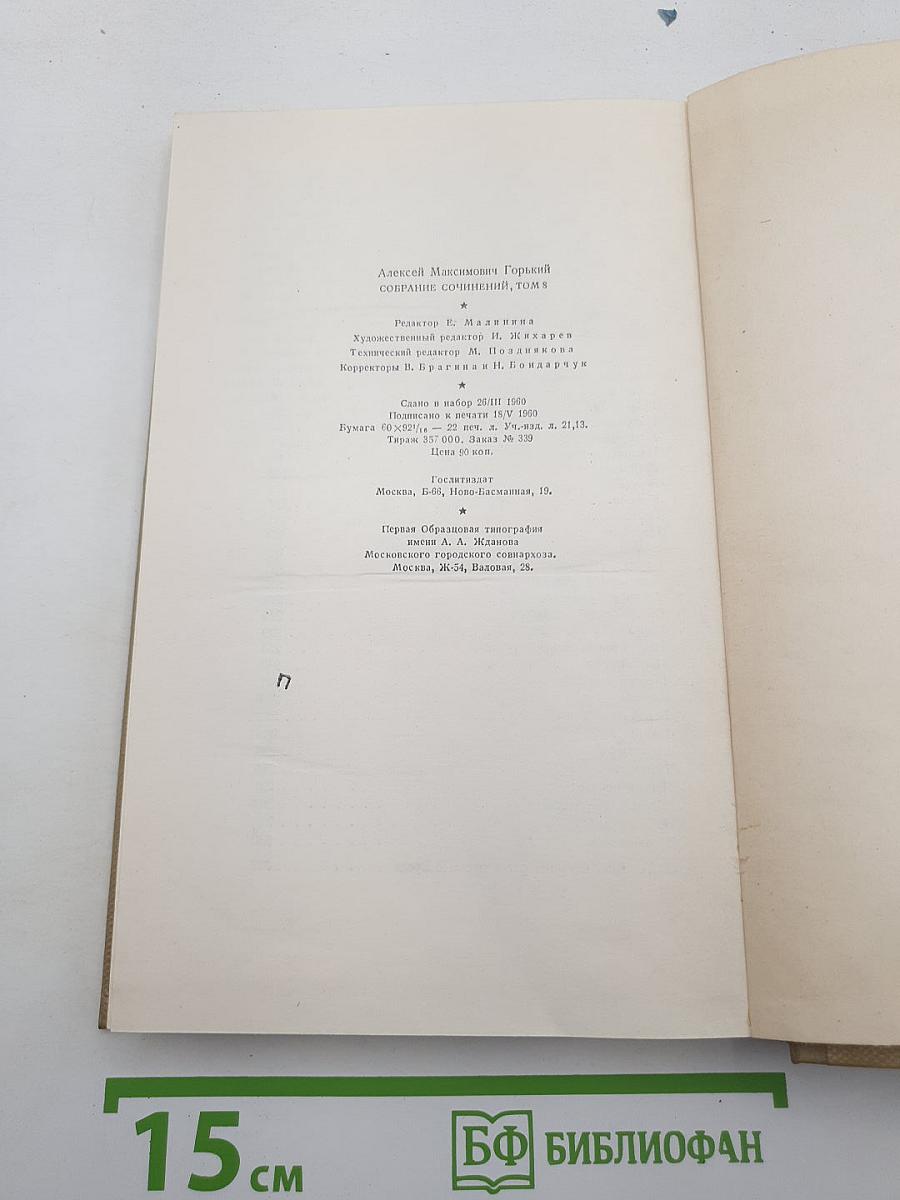 Алексей Максимович Горький
СОБРАНИЕ СОЧИНЕНИЙ, ТОМ 8
★
Редактор Е. Малинина
Художественный редактор И. Жихарев
Технический редактор М. Позднякова
Корректоры В. Брагина и Н. Бондарчук
★
Сдано в набор 26/III 1960
Подписано к печати 18/V 1960
Бумага 60×92¹/₁₆ — 22 печ. л. Уч.-изд. л. 21,13.
Тираж 357 000. Заказ № 339
Цена 90 коп.
Гослитиздат
Москва, Б-66, Ново-Басманная, 19.
★
Первая Образцовая типография
имени А. А. Жданова
Московского городского совнархоза.
Москва, Ж-54, Валовая, 28.
П
15 см
БФ БИБЛИОФАН